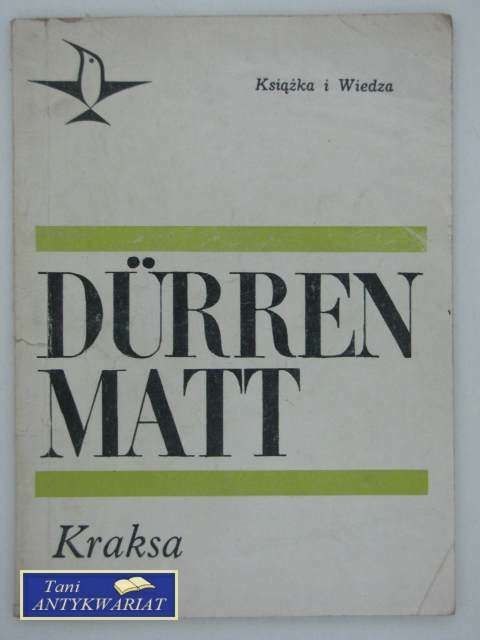 Książka i Wiedza
DÜRREN
MATT
Kraksa
Tani
ANTYKWARIAT